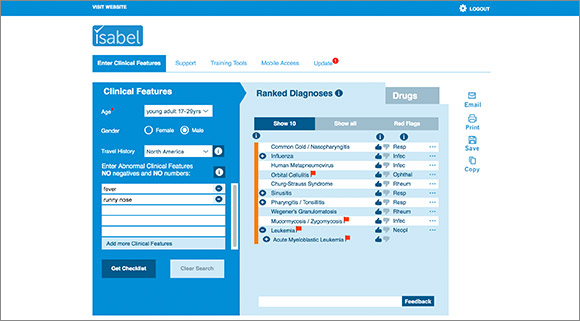 VISIT WEBSITE
LOGOUT
isabel
Enter Clinical Features
Support
Training Tools
Mobile Access
Update
Clinical Features
Age*
young adult 17-29yrs
Gender
Female
Male
Travel History
North America
Enter Abnormal Clinical Features
NO negatives and NO numbers:
fever
runny nose
Add more Clinical Features
Get Checklist
Clear Search
Ranked Diagnoses
Drugs
Show 10
Show all
Red Flags
Common Cold / Nasopharyngitis Resp ...
Influenza Infec ...
Human Metapneumovirus Infec ...
Orbital Cellulitis Ophthal ...
Churg-Strauss Syndrome Rheum ...
Sinusitis Resp ...
Pharyngitis / Tonsillitis Resp ...
Wegener's Granulomatosis Rheum ...
Mucormycosis / Zygomycosis Infec ...
Leukemia Neopl ...
Acute Myeloblastic Leukemia
Feedback
Email
Print
Save
Copy